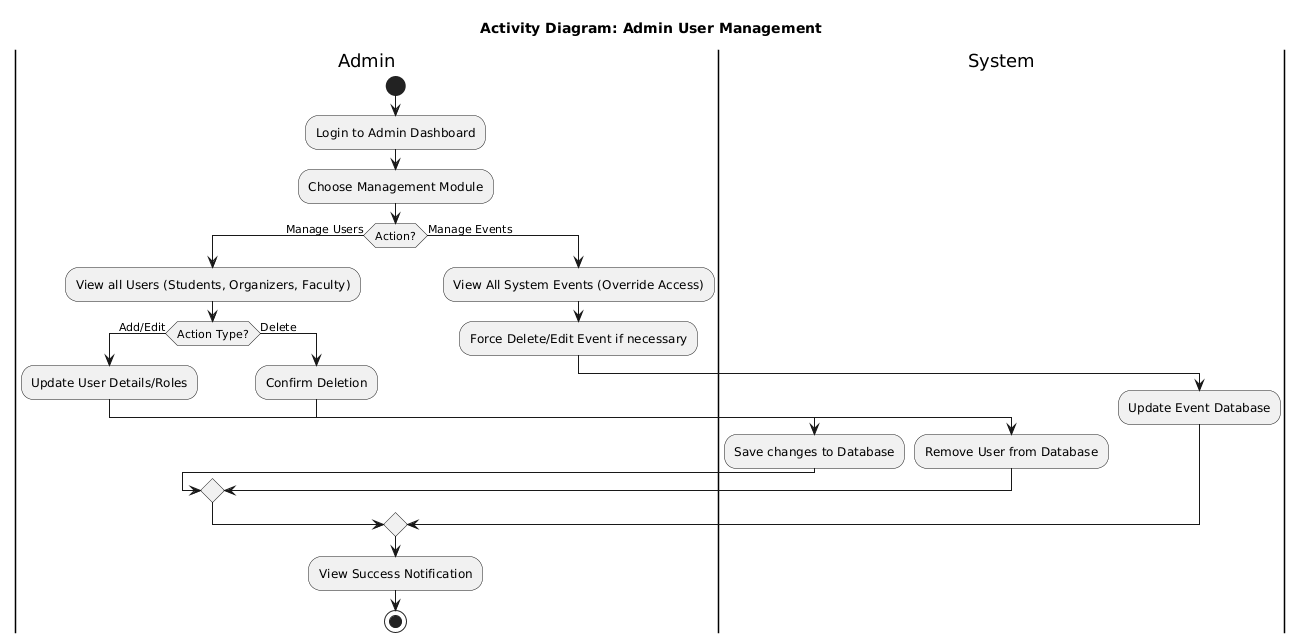 Activity Diagram: Admin User Management
Admin
System
Login to Admin Dashboard
Choose Management Module
Manage Users
Action?
Manage Events
View all Users (Students, Organizers, Faculty)
View All System Events (Override Access)
Add/Edit
Action Type?
Delete
Force Delete/Edit Event if necessary
Update User Details/Roles
Confirm Deletion
Update Event Database
Save changes to Database
Remove User from Database
View Success Notification